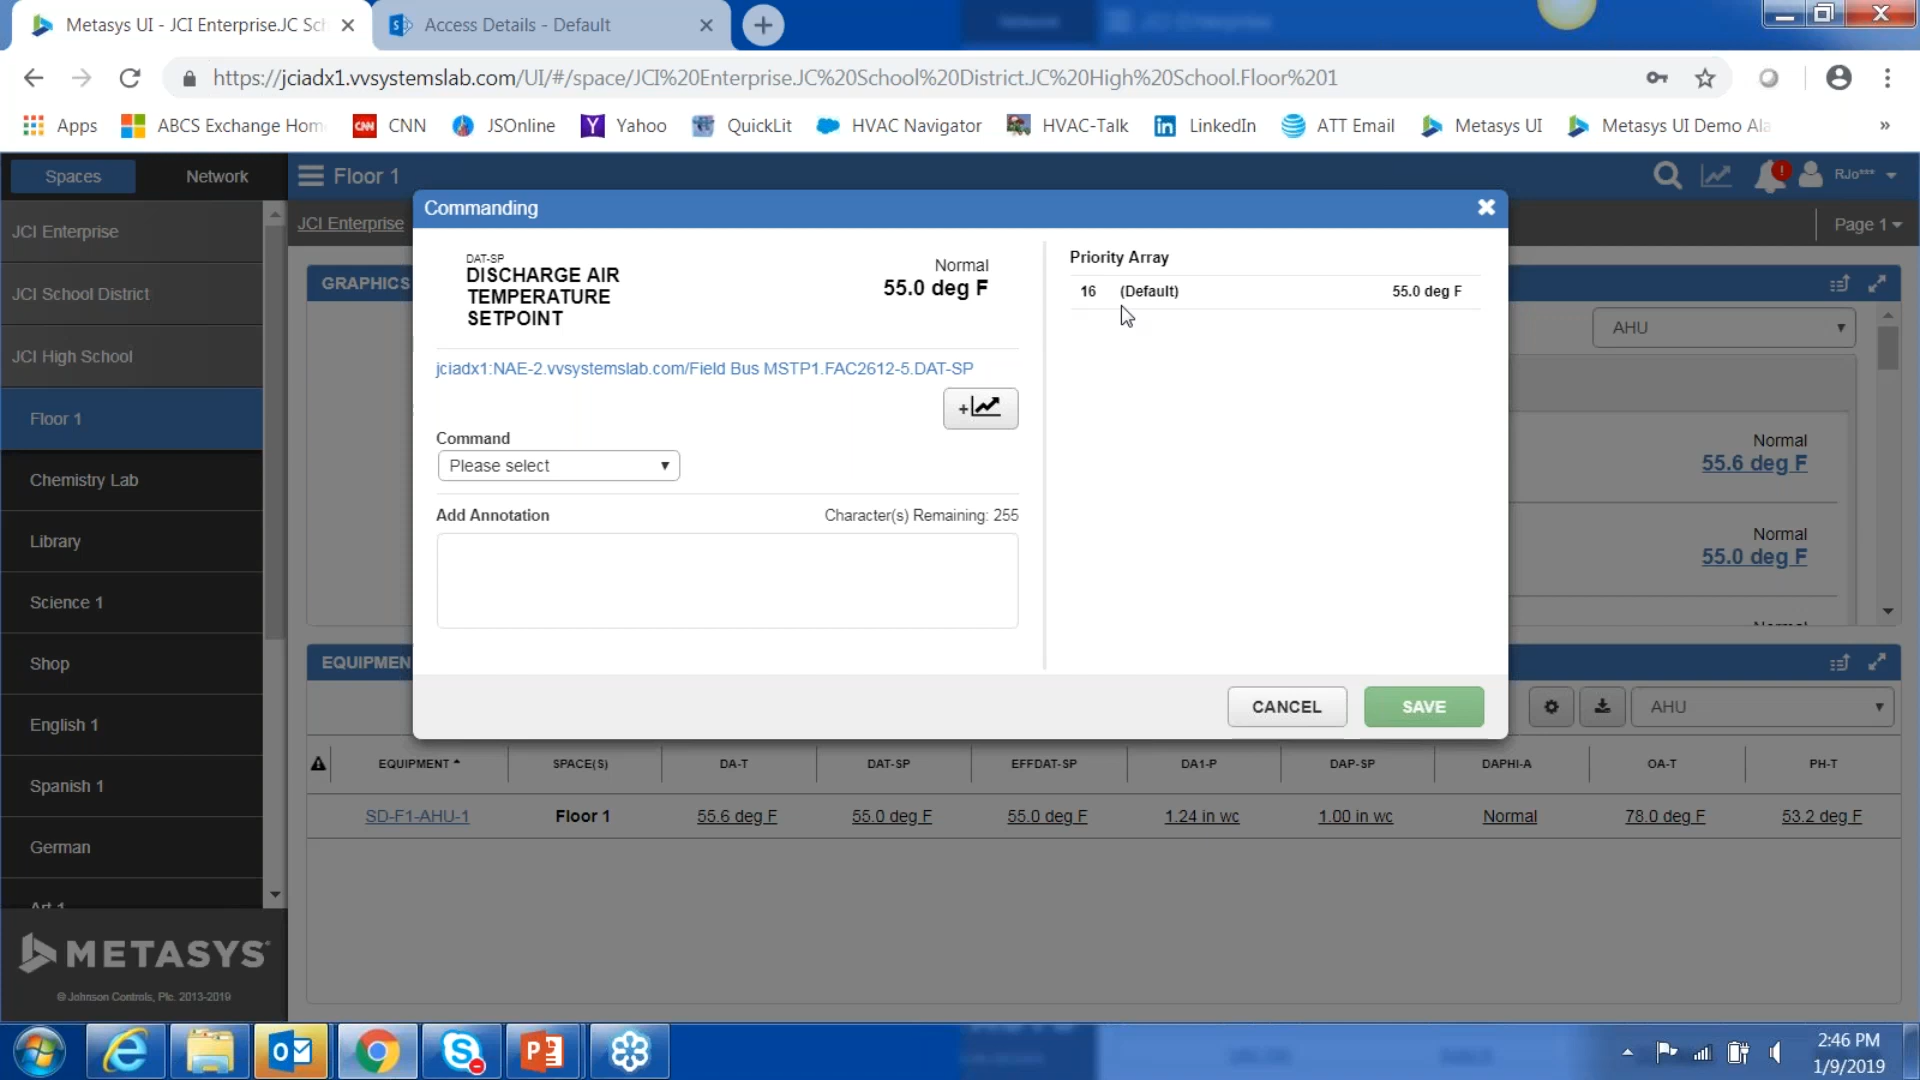 Metasys UI - JCI Enterprise.JC Sch
Access Details - Default
https://jciadx1.vvsystemslab.com/UI/#/space/JCI%20Enterprise.JC%20School%20District.JC%20High%20School.Floor%201
Apps
ABCS Exchange Hom
CNN
JSOnline
Yahoo
QuickLit
HVAC Navigator
HVAC-Talk
LinkedIn
ATT Email
Metasys UI
Metasys UI Demo Ala
»
Spaces
Network
Floor 1
RJo***
JCI Enterprise
JCI School District
JCI High School
Floor 1
Chemistry Lab
Library
Science 1
Shop
English 1
Spanish 1
German
Art 1
METASYS
© Johnson Controls, Plc. 2013-2019
JCI Enterprise
Page 1
GRAPHICS
AHU
Normal
55.6 deg F
Normal
55.0 deg F
Normal
Commanding
DAT-SP
DISCHARGE AIR
TEMPERATURE
SETPOINT
Normal
55.0 deg F
jciadx1:NAE-2.vvsystemslab.com/Field Bus MSTP1.FAC2612-5.DAT-SP
Command
Please select
Add Annotation
Character(s) Remaining: 255
Priority Array
16 (Default) 55.0 deg F
CANCEL
SAVE
EQUIPMEN
AHU
EQUIPMENT SPACE(S) DA-T DAT-SP EFFDAT-SP DA1-P DAP-SP DAPHI-A OA-T PH-T
SD-F1-AHU-1 Floor 1 55.6 deg F 55.0 deg F 55.0 deg F 1.24 in wc 1.00 in wc Normal 78.0 deg F 53.2 deg F
2:46 PM
1/9/2019